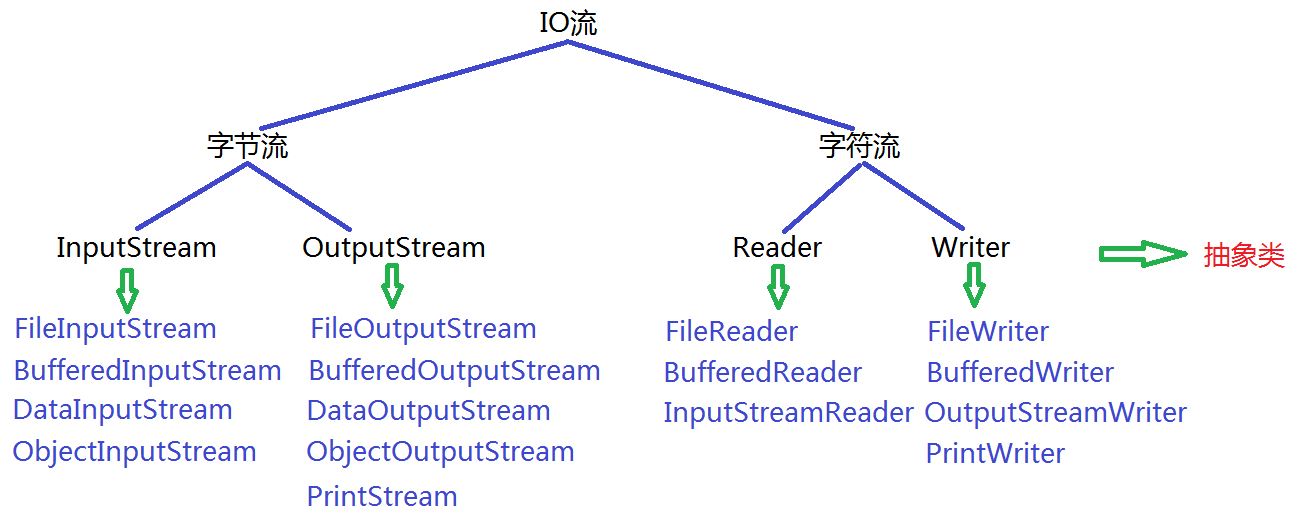 IO流
字节流
字符流
InputStream
OutputStream
Reader
Writer
抽象类
FileInputStream
BufferedInputStream
DataInputStream
ObjectInputStream
FileOutputStream
BufferedOutputStream
DataOutputStream
ObjectOutputStream
PrintStream
FileReader
BufferedReader
InputStreamReader
FileWriter
BufferedWriter
OutputStreamWriter
PrintWriter